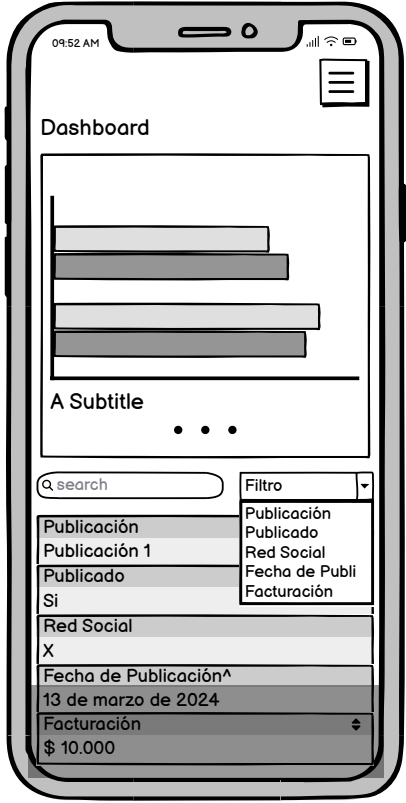 09:52 AM
Dashboard
A Subtitle
search
Filtro
Publicación
Publicado
Red Social
Fecha de Publi
Facturación
Publicación
Publicación 1
Publicado
Si
Red Social
X
Fecha de Publicación^
13 de marzo de 2024
Facturación
$ 10.000